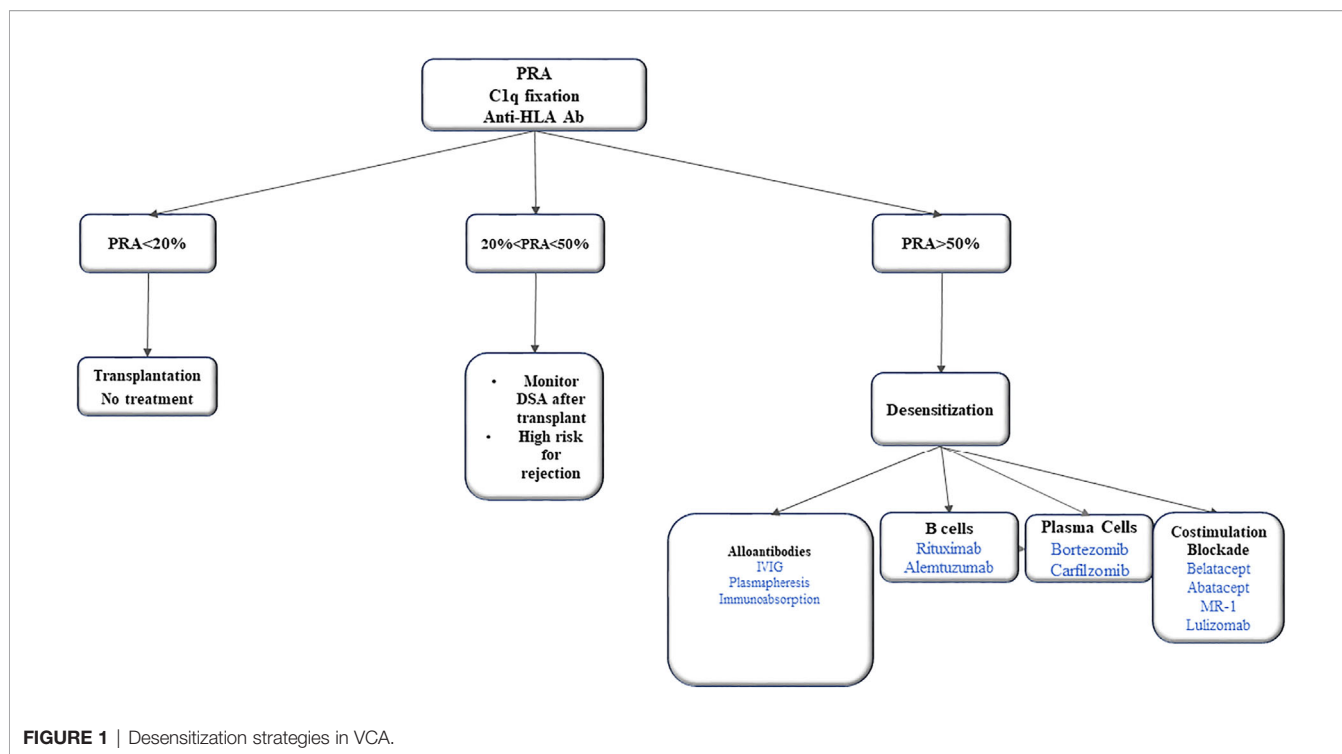 PRA
C1q fixation
Anti-HLA Ab
PRA<20%
20%<PRA<50%
PRA>50%
Transplantation
No treatment
• Monitor
DSA after
transplant
• High risk
for
rejection
Desensitization
Alloantibodies
IVIG
Plasmapheresis
Immunoabsorption
B cells
Rituximab
Alemtuzumab
Plasma Cells
Bortezomib
Carfilzomib
Costimulation
Blockade
Belatacept
Abatacept
MR-1
Lulizomab
FIGURE 1 | Desensitization strategies in VCA.